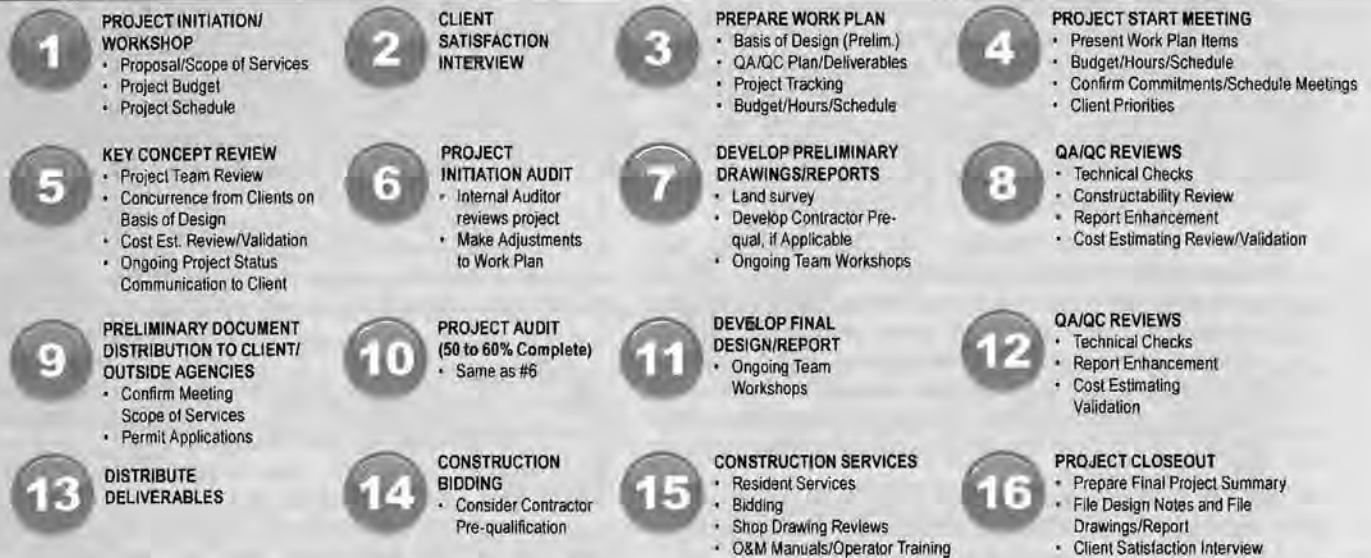 1
PROJECT INITIATION/
WORKSHOP
• Proposal/Scope of Services
• Project Budget
• Project Schedule
2
CLIENT
SATISFACTION
INTERVIEW
3
PREPARE WORK PLAN
• Basis of Design (Prelim.)
• QA/QC Plan/Deliverables
• Project Tracking
• Budget/Hours/Schedule
4
PROJECT START MEETING
• Present Work Plan Items
• Budget/Hours/Schedule
• Confirm Commitments/Schedule Meetings
• Client Priorities
5
KEY CONCEPT REVIEW
• Project Team Review
• Concurrence from Clients on
Basis of Design
• Cost Est. Review/Validation
• Ongoing Project Status
Communication to Client
6
PROJECT
INITIATION AUDIT
• Internal Auditor
reviews project
• Make Adjustments
to Work Plan
7
DEVELOP PRELIMINARY
DRAWINGS/REPORTS
• Land survey
• Develop Contractor Pre-
qual, if Applicable
• Ongoing Team Workshops
8
QA/QC REVIEWS
• Technical Checks
• Constructability Review
• Report Enhancement
• Cost Estimating Review/Validation
9
PRELIMINARY DOCUMENT
DISTRIBUTION TO CLIENT/
OUTSIDE AGENCIES
• Confirm Meeting
Scope of Services
• Permit Applications
10
PROJECT AUDIT
(50 to 60% Complete)
• Same as #6
11
DEVELOP FINAL
DESIGN/REPORT
• Ongoing Team
Workshops
12
QA/QC REVIEWS
• Technical Checks
• Report Enhancement
• Cost Estimating
Validation
13
DISTRIBUTE
DELIVERABLES
14
CONSTRUCTION
BIDDING
• Consider Contractor
Pre-qualification
15
CONSTRUCTION SERVICES
• Resident Services
• Bidding
• Shop Drawing Reviews
• O&M Manuals/Operator Training
16
PROJECT CLOSEOUT
• Prepare Final Project Summary
• File Design Notes and File
Drawings/Report
• Client Satisfaction Interview